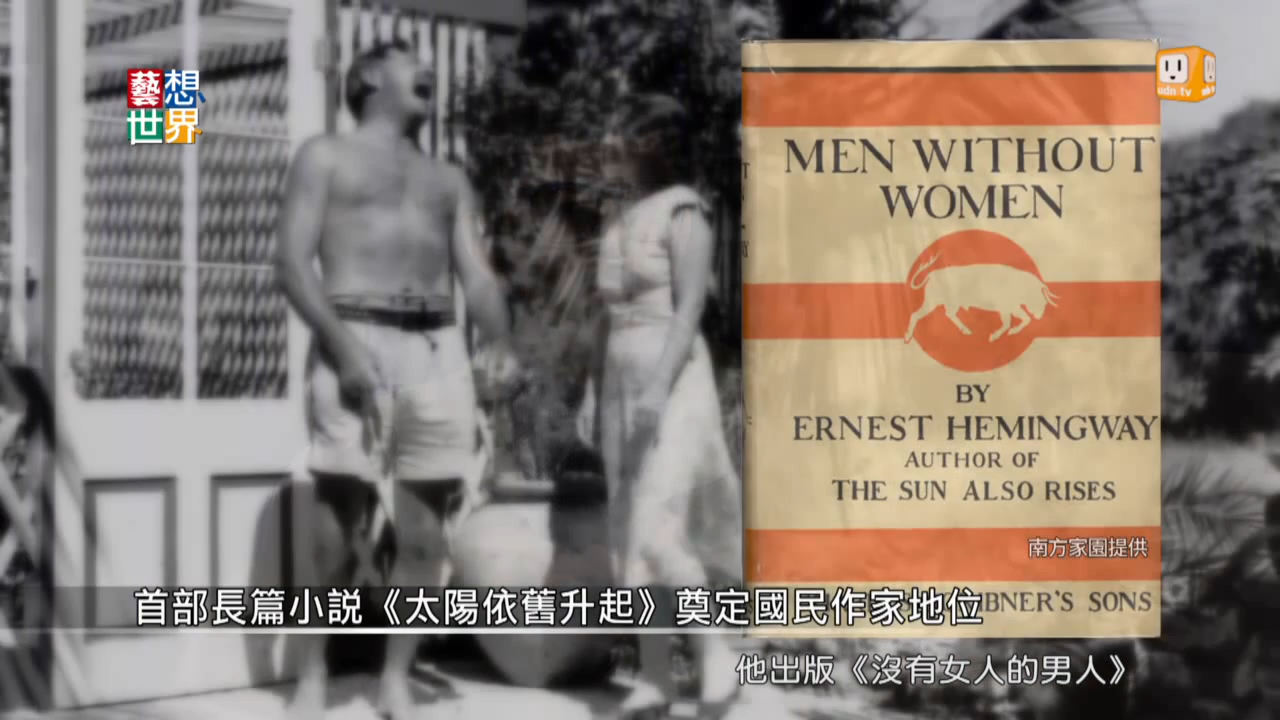 藝想
世界
udn tv
MEN WITHOUT
WOMEN
BY
ERNEST HEMINGWAY
AUTHOR OF
THE SUN ALSO RISES
南方家園提供
BNER'S SONS
首部長篇小説《太陽依舊升起》奠定國民作家地位
他出版《沒有女人的男人》